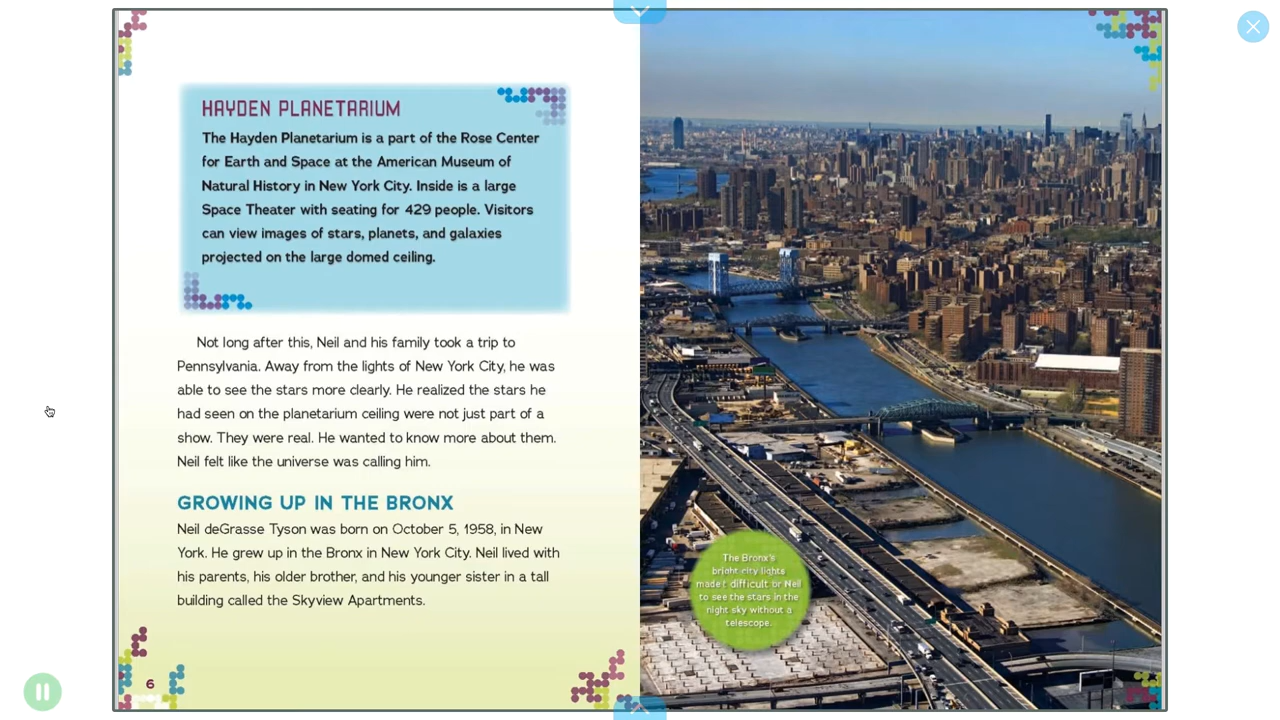 HAYDEN PLANETARIUM
The Hayden Planetarium is a part of the Rose Center
for Earth and Space at the American Museum of
Natural History in New York City. Inside is a large
Space Theater with seating for 429 people. Visitors
can view images of stars, planets, and galaxies
projected on the large domed ceiling.
Not long after this, Neil and his family took a trip to
Pennsylvania. Away from the lights of New York City, he was
able to see the stars more clearly. He realized the stars he
had seen on the planetarium ceiling were not just part of a
show. They were real. He wanted to know more about them.
Neil felt like the universe was calling him.
GROWING UP IN THE BRONX
Neil deGrasse Tyson was born on October 5, 1958, in New
York. He grew up in the Bronx in New York City. Neil lived with
his parents, his older brother, and his younger sister in a tall
building called the Skyview Apartments.
6
The Bronx's
bright city lights
made t difficult or Neil
to see the stars in the
night sky without a
telescope.